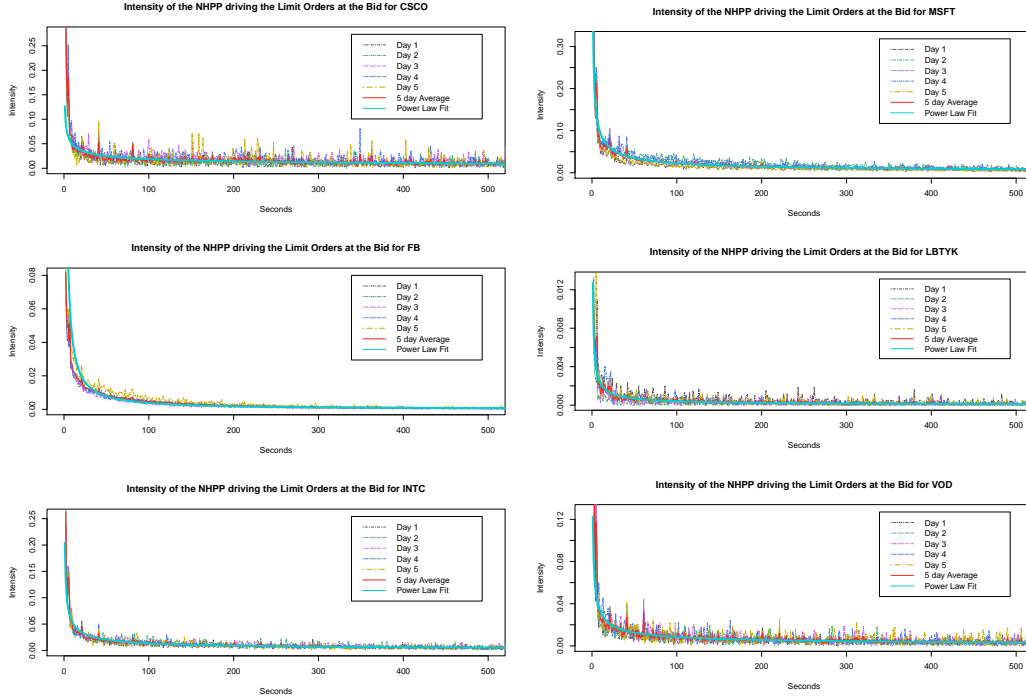 Intensity of the NHPP driving the Limit Orders at the Bid for CSCO
Intensity
0.00 0.05 0.10 0.15 0.20 0.25
Day 1
Day 2
Day 3
Day 4
Day 5
5 day Average
Power Law Fit
0 100 200 300 400 500
Seconds
Intensity of the NHPP driving the Limit Orders at the Bid for MSFT
Intensity
0.00 0.10 0.20 0.30
Day 1
Day 2
Day 3
Day 4
Day 5
5 day Average
Power Law Fit
0 100 200 300 400 500
Seconds
Intensity of the NHPP driving the Limit Orders at the Bid for FB
Intensity
0.00 0.02 0.04 0.06 0.08
Day 1
Day 2
Day 3
Day 4
Day 5
5 day Average
Power Law Fit
0 100 200 300 400 500
Seconds
Intensity of the NHPP driving the Limit Orders at the Bid for LBTYK
Intensity
0.000 0.004 0.008 0.012
Day 1
Day 2
Day 3
Day 4
Day 5
5 day Average
Power Law Fit
0 100 200 300 400 500
Seconds
Intensity of the NHPP driving the Limit Orders at the Bid for INTC
Intensity
0.00 0.05 0.10 0.15 0.20 0.25
Day 1
Day 2
Day 3
Day 4
Day 5
5 day Average
Power Law Fit
0 100 200 300 400 500
Seconds
Intensity of the NHPP driving the Limit Orders at the Bid for VOD
Intensity
0.00 0.04 0.08 0.12
Day 1
Day 2
Day 3
Day 4
Day 5
5 day Average
Power Law Fit
0 100 200 300 400 500
Seconds